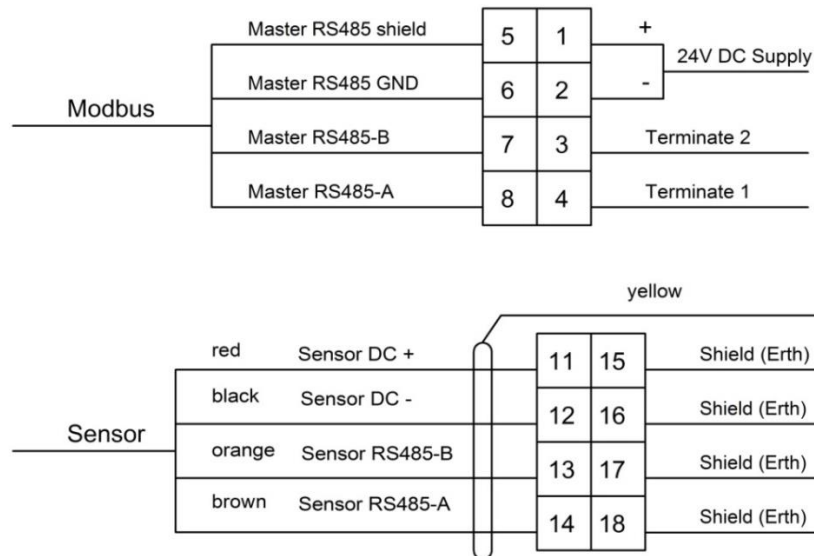 Master RS485 shield 5 1 +
24V DC Supply
Master RS485 GND 6 2 -
Modbus
Master RS485-B 7 3 Terminate 2
Master RS485-A 8 4 Terminate 1
yellow
red Sensor DC + 11 15 Shield (Erth)
black Sensor DC - 12 16 Shield (Erth)
Sensor
orange Sensor RS485-B 13 17 Shield (Erth)
brown Sensor RS485-A 14 18 Shield (Erth)